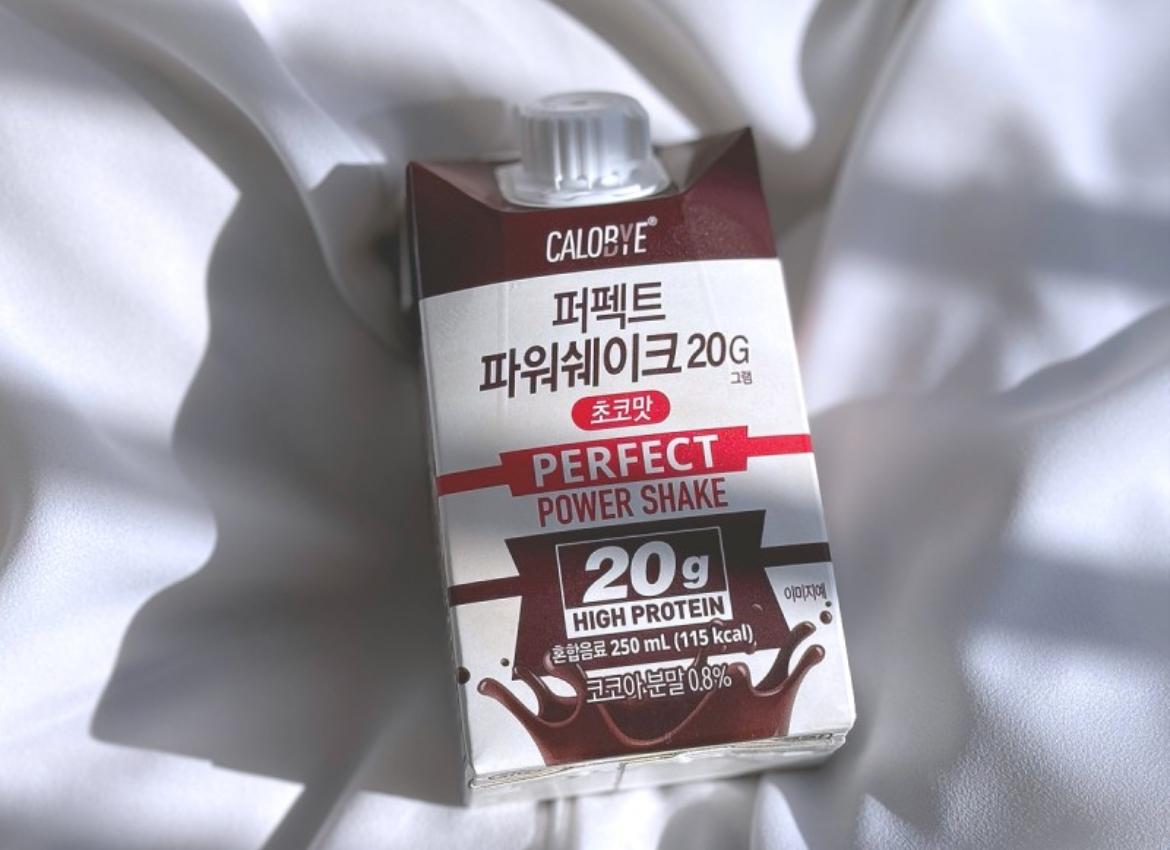 CALOBYE®
퍼펙트
파워쉐이크 20G
그램
초코맛
PERFECT
POWER SHAKE
20g
HIGH PROTEIN
이미지예
혼합음료 250 mL (115 kcal)
코코아분말 0.8%